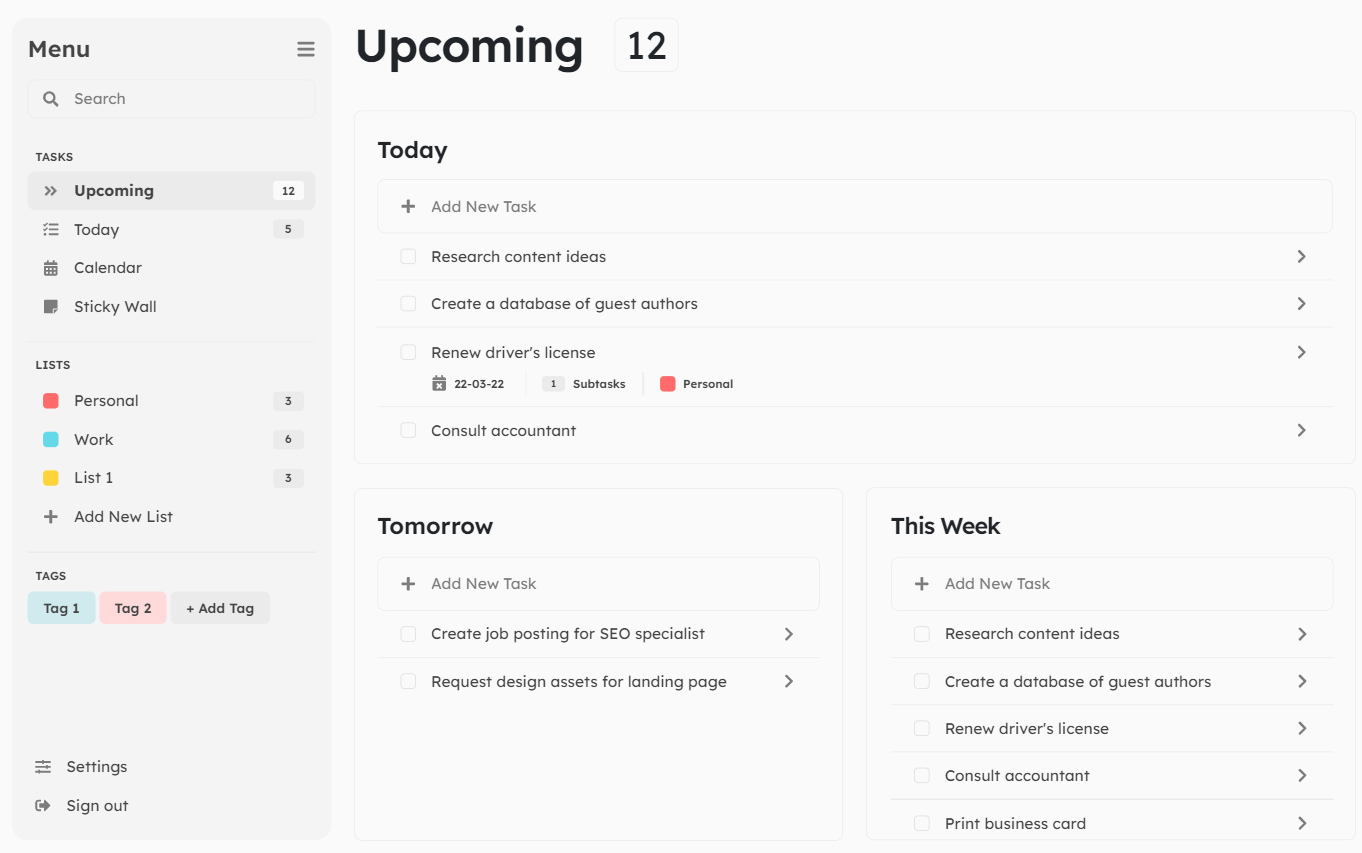 Menu
Search
TASKS
Upcoming 12
Today 5
Calendar
Sticky Wall
LISTS
Personal 3
Work 6
List 1 3
Add New List
TAGS
Tag 1 Tag 2 + Add Tag
Settings
Sign out
Upcoming 12
Today
Add New Task
Research content ideas
Create a database of guest authors
Renew driver's license
22-03-22 1 Subtasks Personal
Consult accountant
Tomorrow
Add New Task
Create job posting for SEO specialist
Request design assets for landing page
This Week
Add New Task
Research content ideas
Create a database of guest authors
Renew driver's license
Consult accountant
Print business card